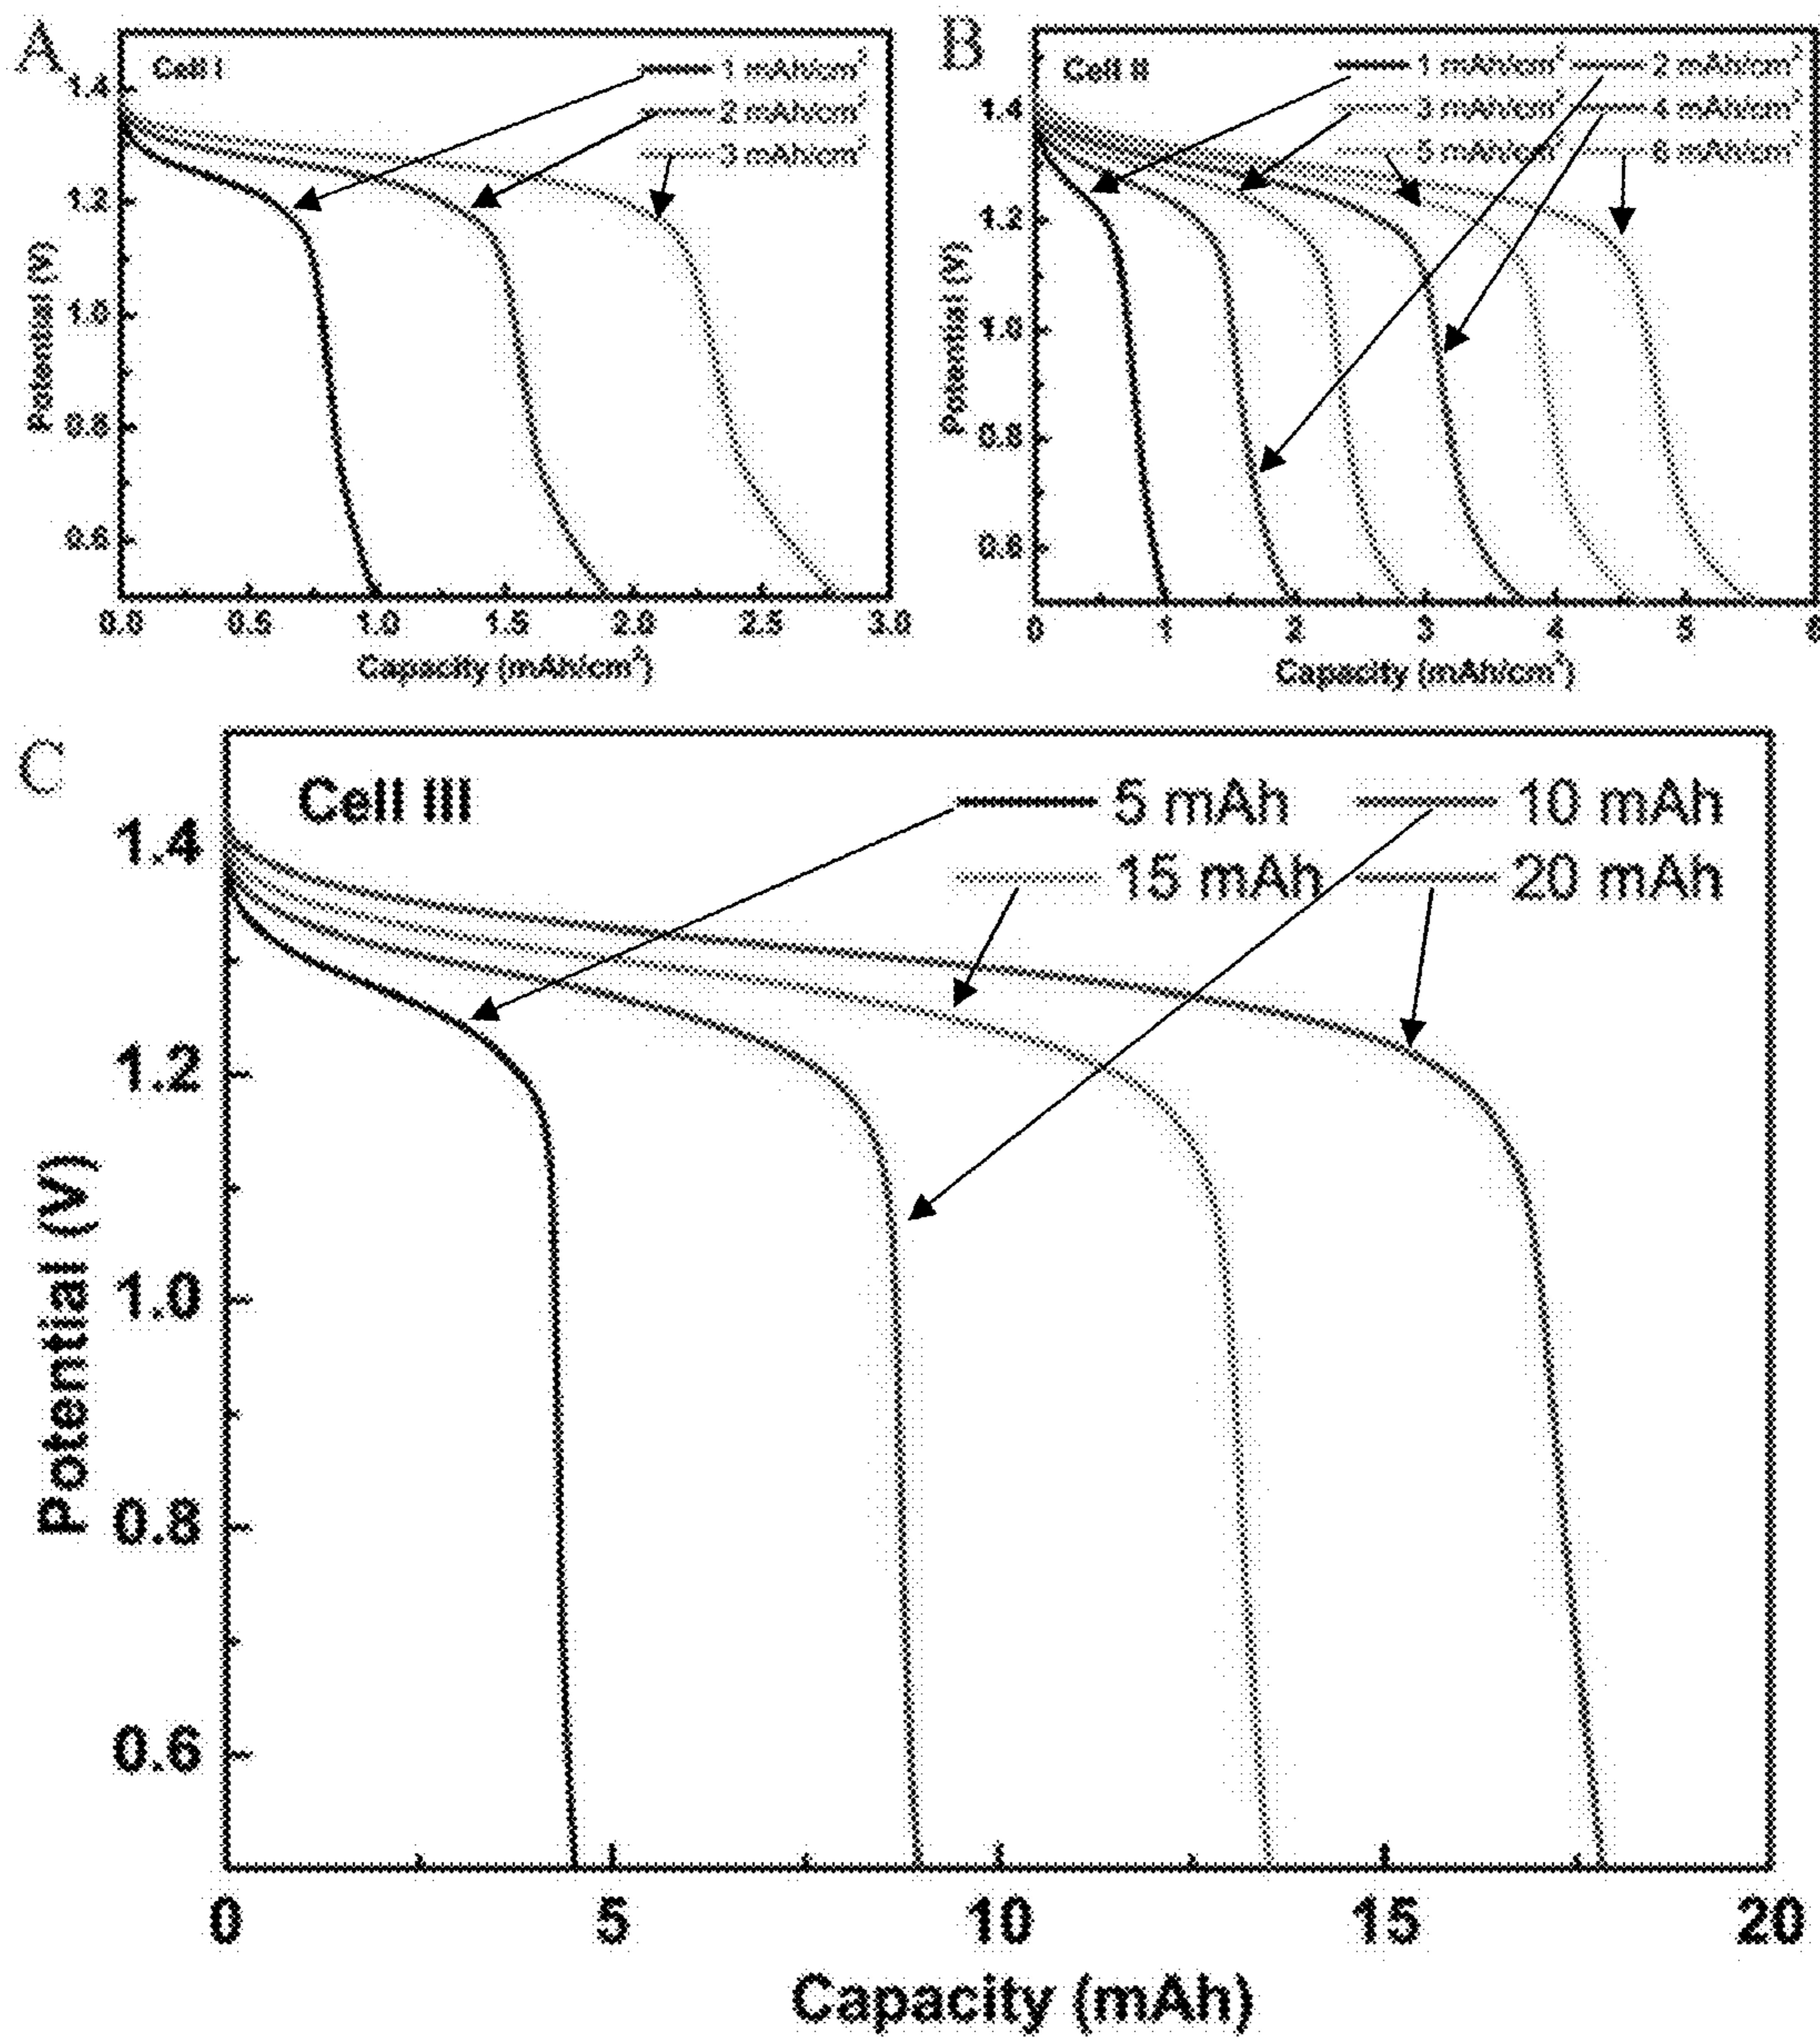 A
Cell I
1 mAh/cm²
2 mAh/cm²
3 mAh/cm²
1.4
1.2
1.0
0.8
0.6
Potential (V)
0.0 0.5 1.0 1.5 2.0 2.5 3.0
Capacity (mAh/cm²)
B
Cell II
1 mAh/cm² 2 mAh/cm²
3 mAh/cm² 4 mAh/cm²
5 mAh/cm² 6 mAh/cm²
1.4
1.2
1.0
0.8
0.6
Potential (V)
0 1 2 3 4 5 6
Capacity (mAh/cm²)
C
Cell III
5 mAh 10 mAh
15 mAh 20 mAh
1.4
1.2
1.0
0.8
0.6
Potential (V)
0 5 10 15 20
Capacity (mAh)